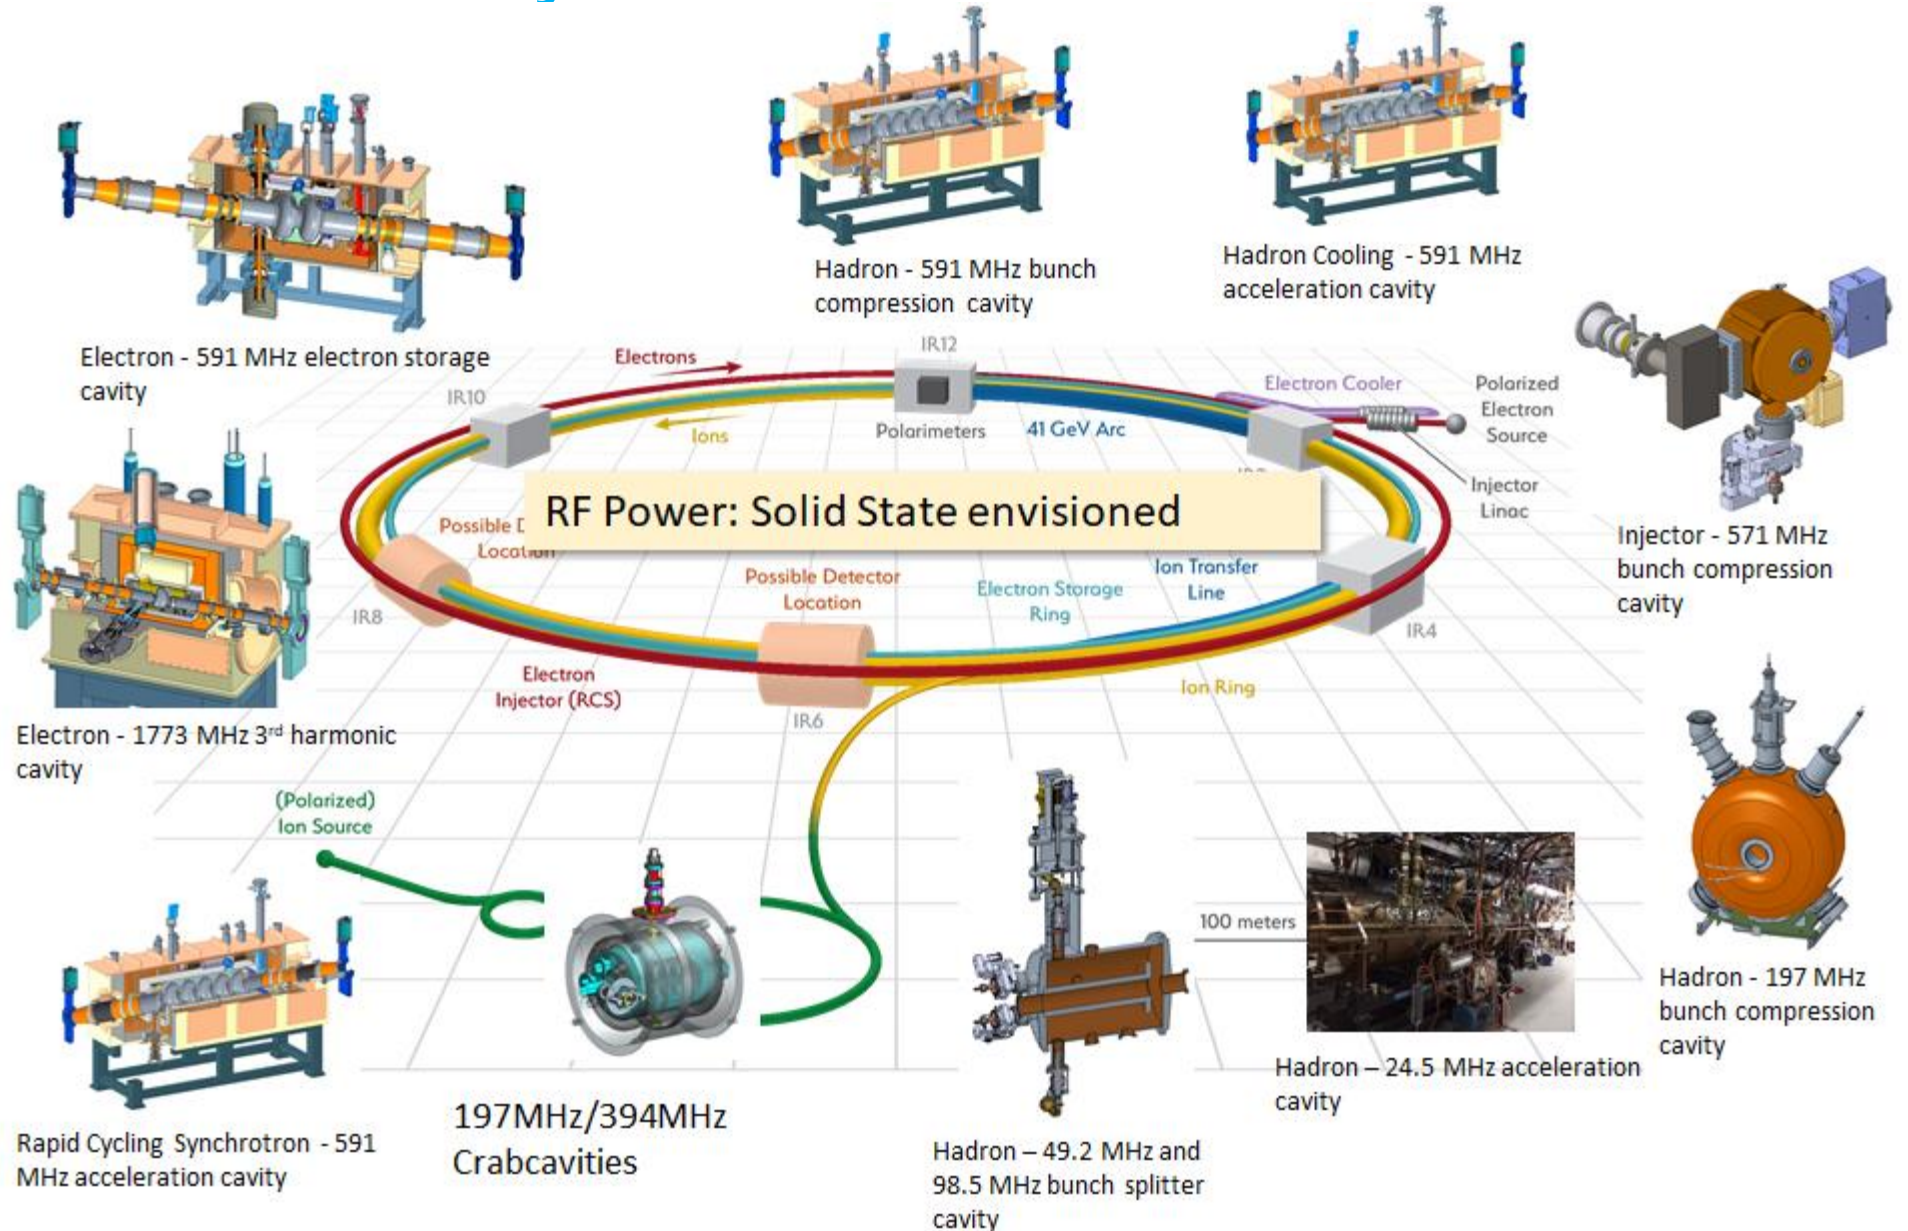 Hadron - 591 MHz bunch
compression cavity
Hadron Cooling - 591 MHz
acceleration cavity
Electron - 591 MHz electron storage
cavity
Electrons
IR12
IR10
Ions
Polarimeters
41 GeV Arc
Electron Cooler
Polarized
Electron
Source
Injector
Linac
RF Power: Solid State envisioned
Possible
Location
Possible Detector
Location
Electron Storage
Ring
Ion Transfer
Line
Injector - 571 MHz
bunch compression
cavity
IR8
IR4
Electron
Injector (RCS)
Ion Ring
IR6
Electron - 1773 MHz 3rd harmonic
cavity
(Polarized)
Ion Source
100 meters
Hadron - 197 MHz
bunch compression
cavity
Hadron – 24.5 MHz acceleration
cavity
197MHz/394MHz
Crabcavities
Rapid Cycling Synchrotron - 591
MHz acceleration cavity
Hadron – 49.2 MHz and
98.5 MHz bunch splitter
cavity